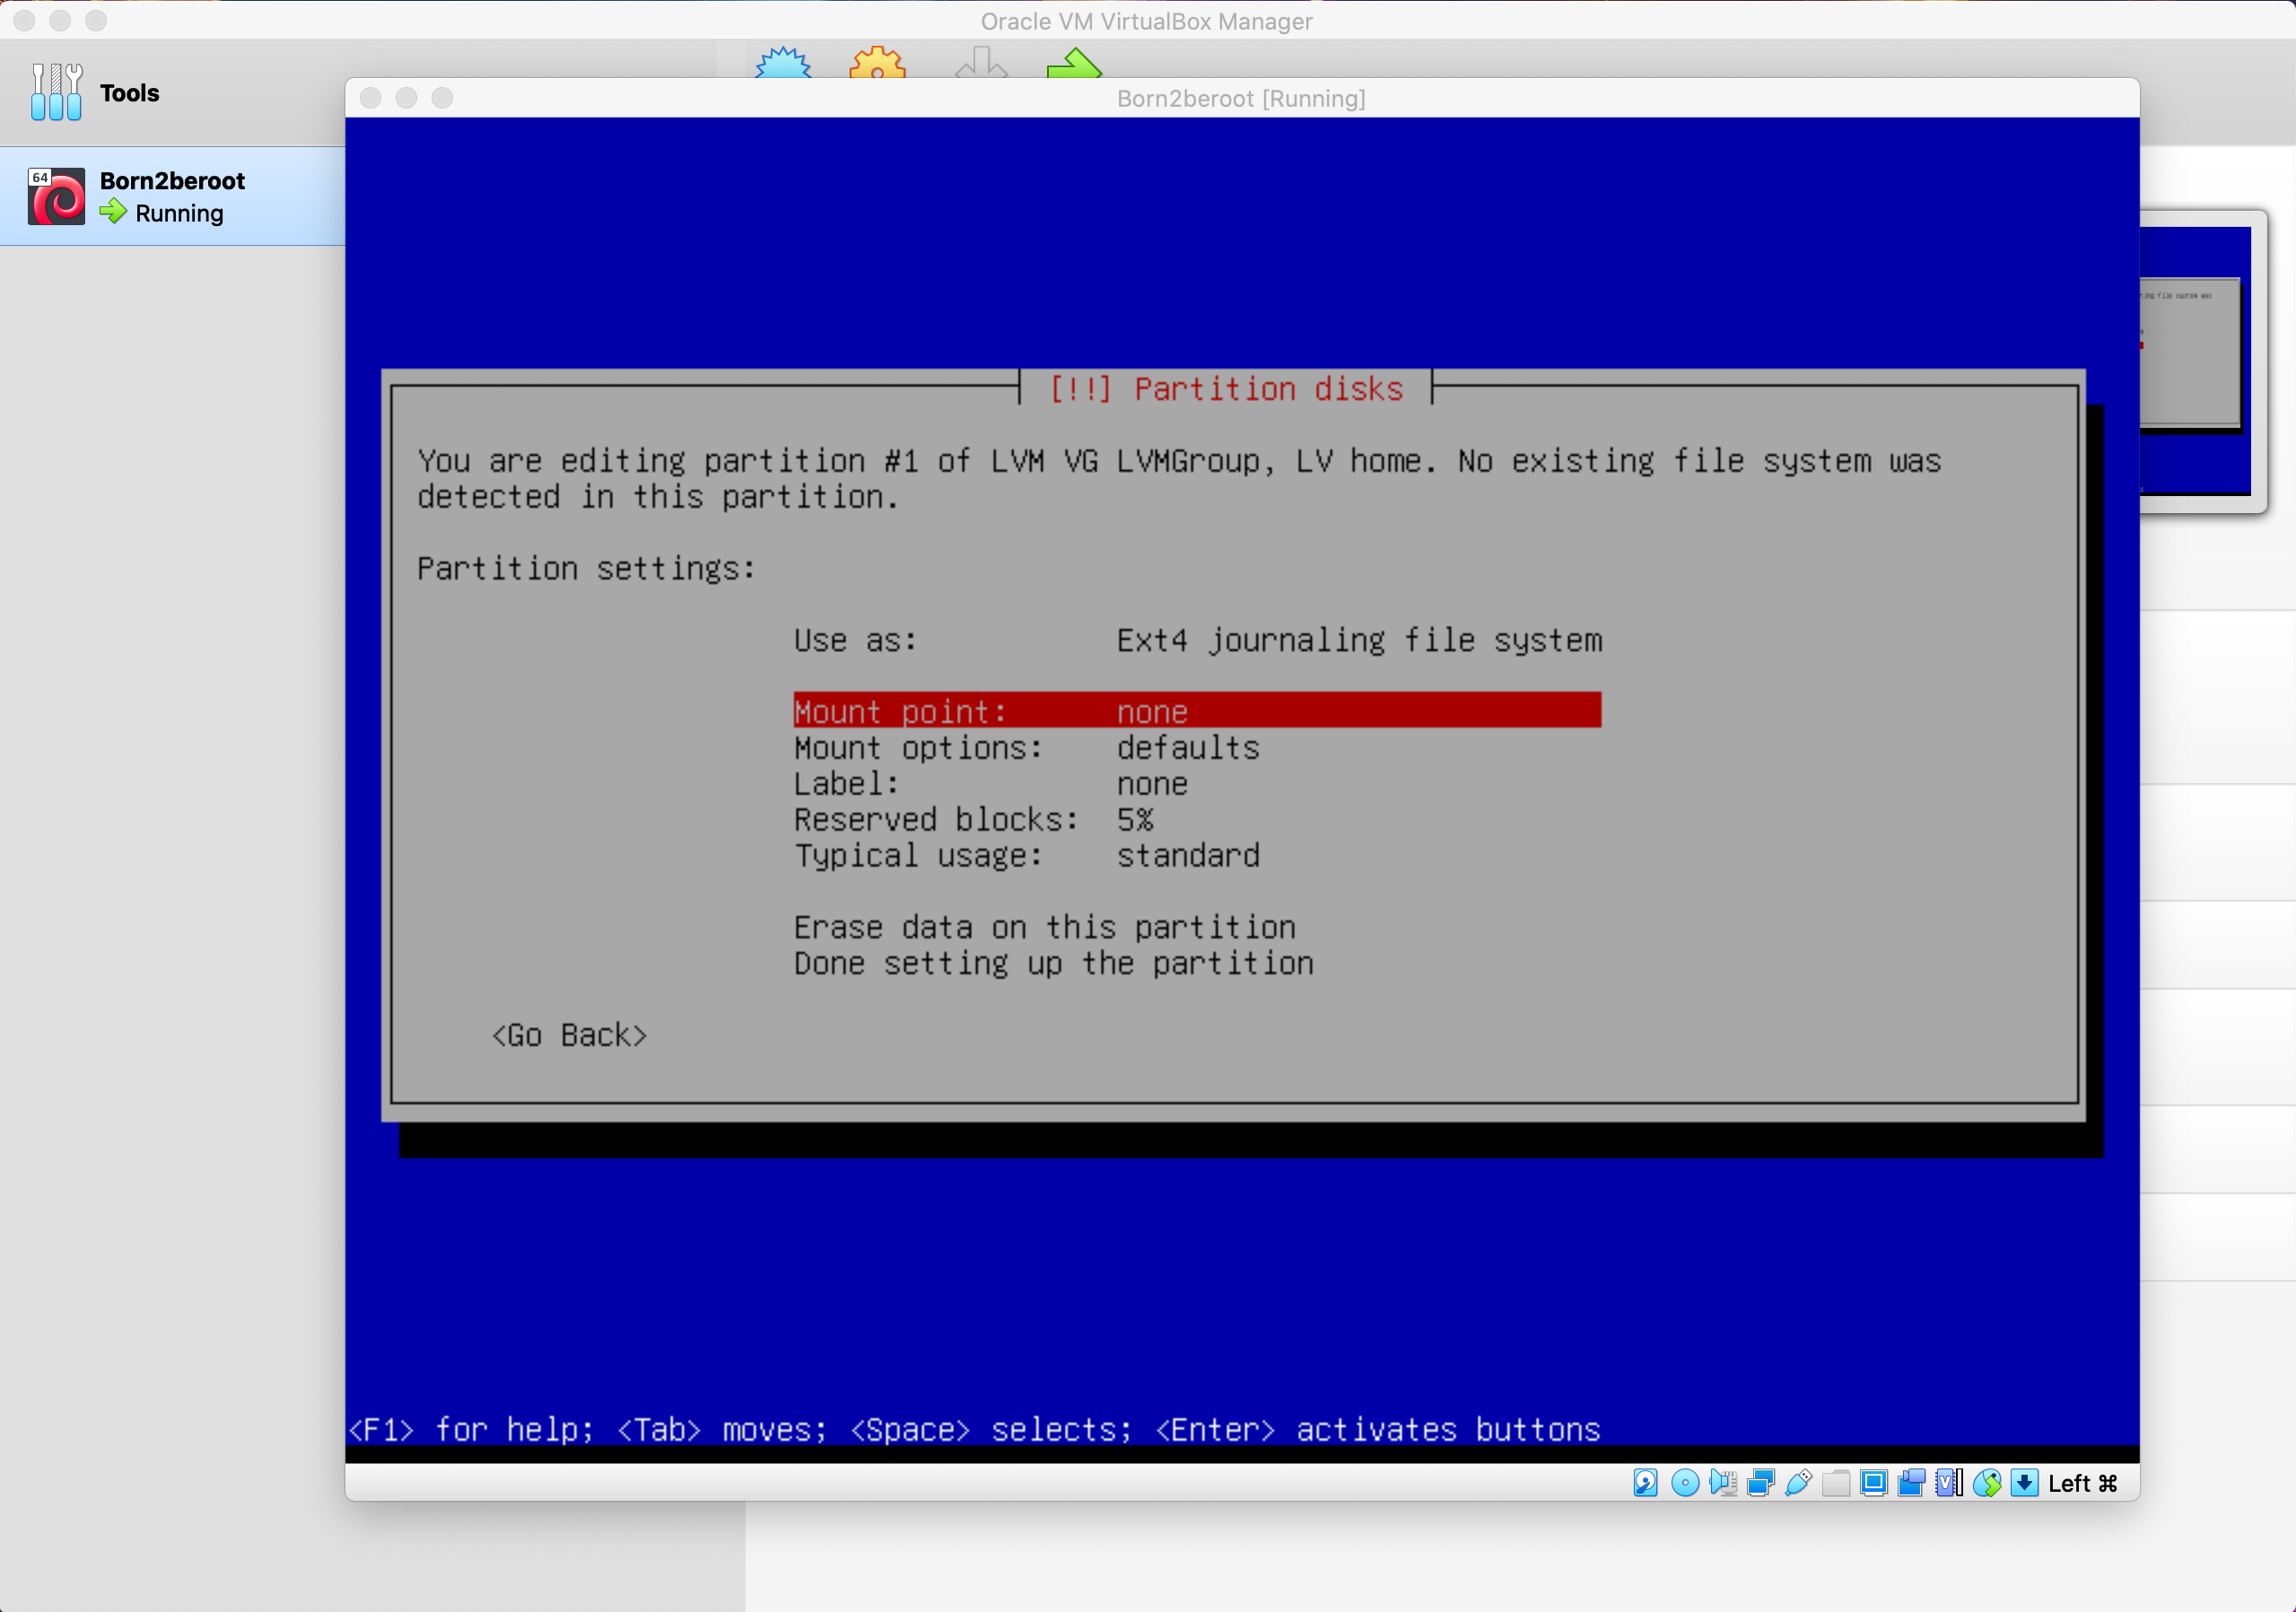 Oracle VM VirtualBox Manager
Tools
Born2beroot [Running]
64
Born2beroot
Running
[!!] Partition disks
You are editing partition #1 of LVM VG LVMGroup, LV home. No existing file system was
detected in this partition.
Partition settings:
Use as: Ext4 journaling file system
Mount point: none
Mount options: defaults
Label: none
Reserved blocks: 5%
Typical usage: standard
Erase data on this partition
Done setting up the partition
<Go Back>
<F1> for help; <Tab> moves; <Space> selects; <Enter> activates buttons
Left ⌘